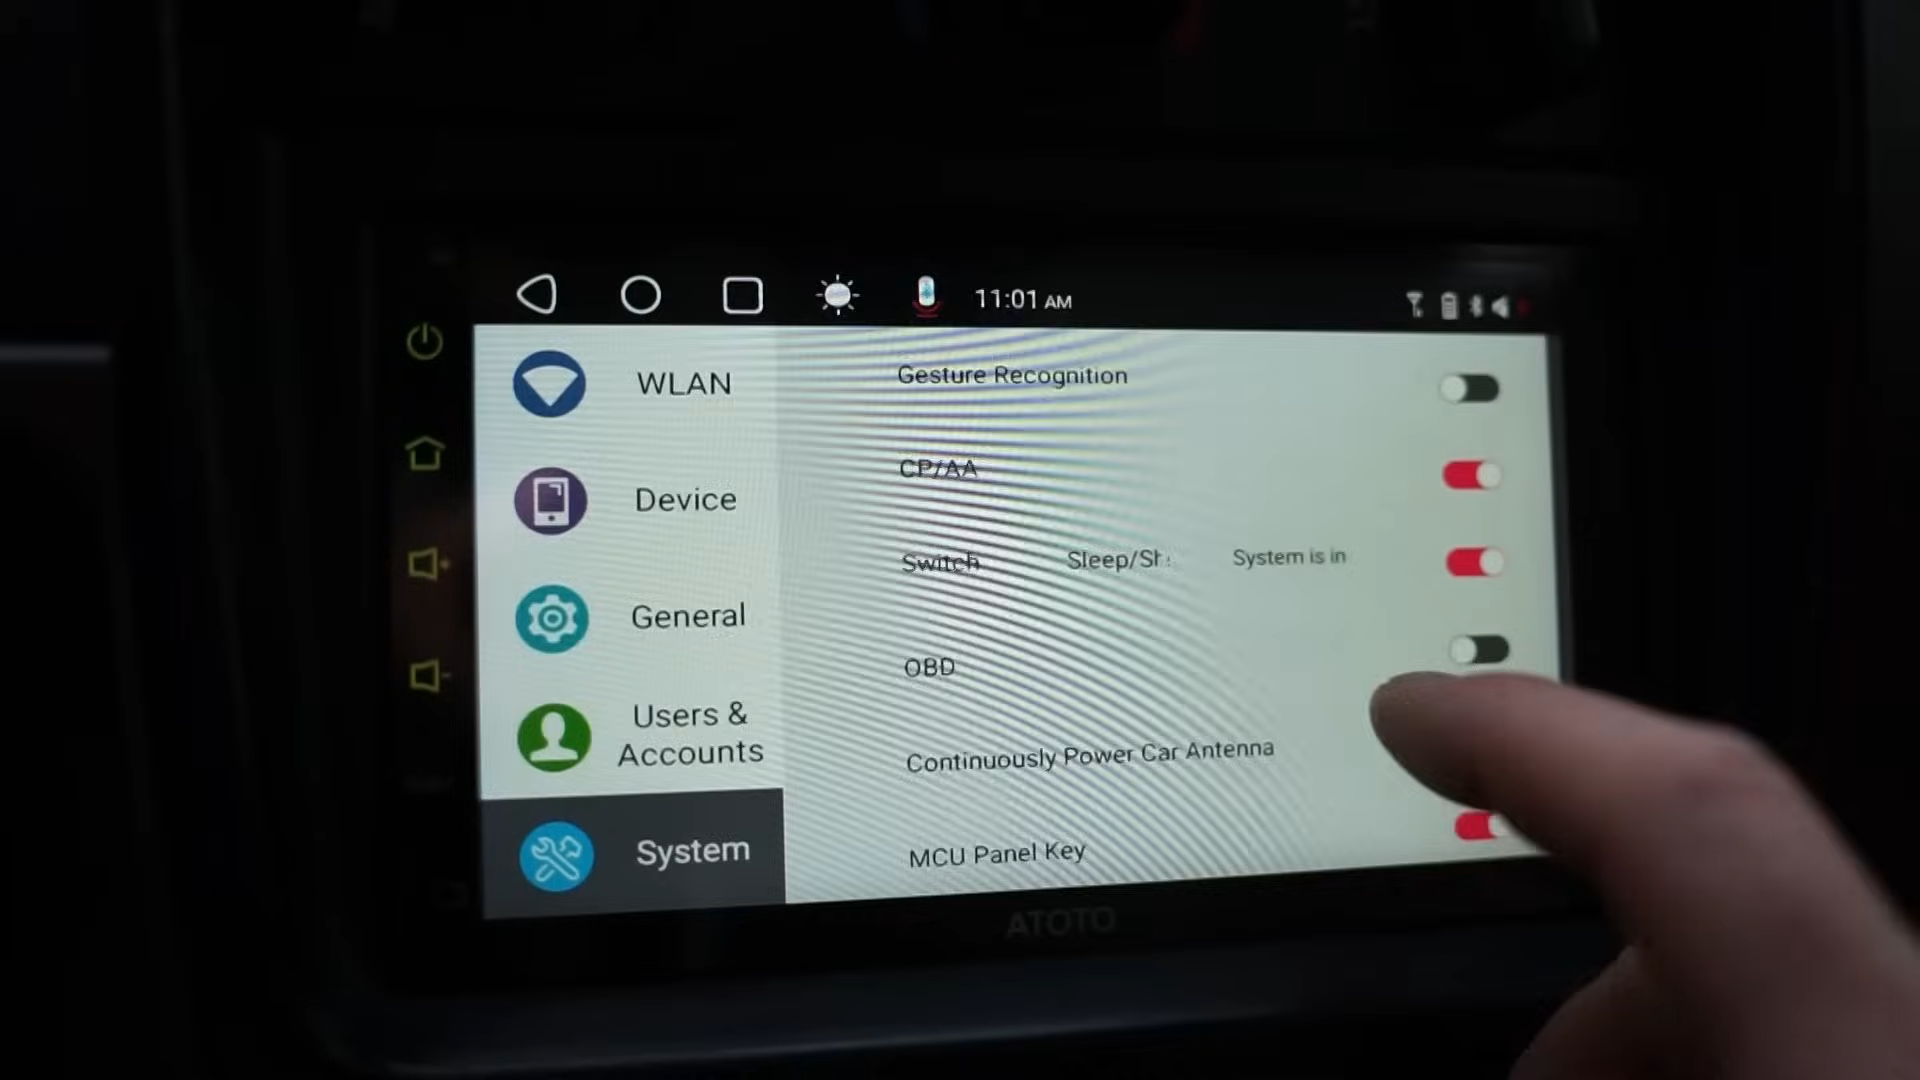 11:01 AM
WLAN
Device
General
Users &
Accounts
System
Gesture Recognition
CP/AA
Switch Sleep/Sh System is in
OBD
Continuously Power Car Antenna
MCU Panel Key
ATOTO